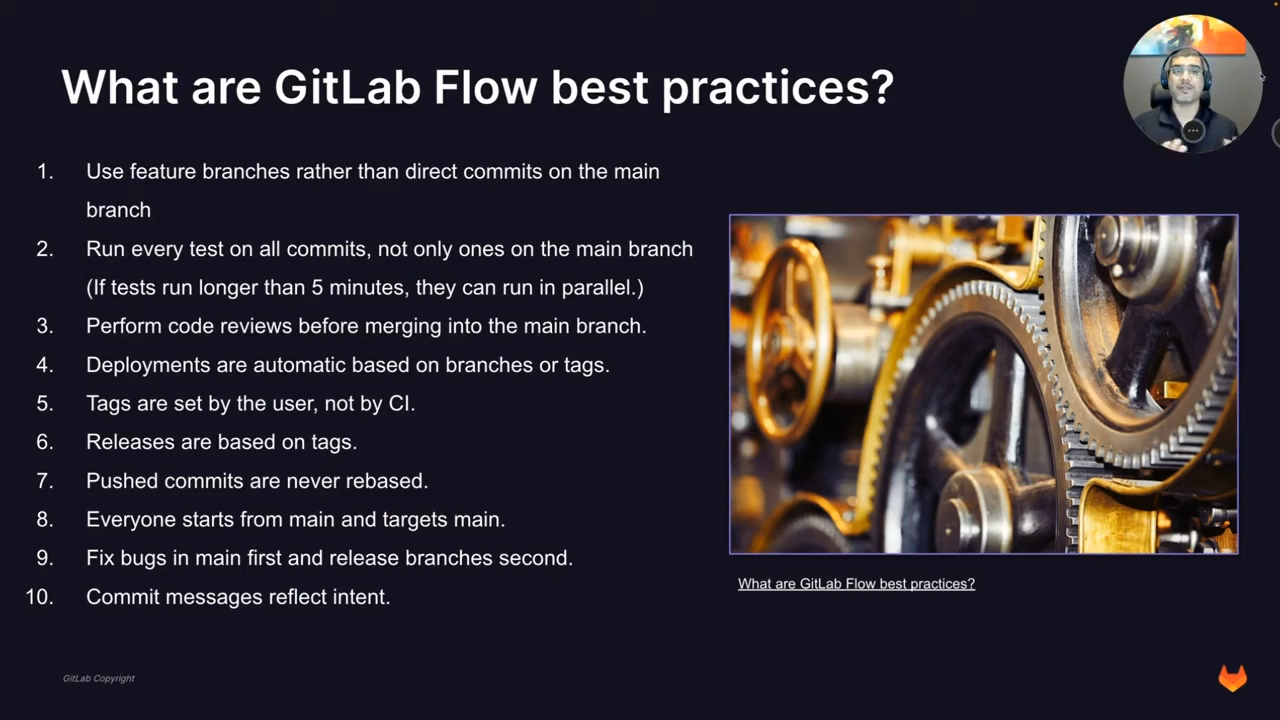 What are GitLab Flow best practices?
1. Use feature branches rather than direct commits on the main
branch
2. Run every test on all commits, not only ones on the main branch
(If tests run longer than 5 minutes, they can run in parallel.)
3. Perform code reviews before merging into the main branch.
4. Deployments are automatic based on branches or tags.
5. Tags are set by the user, not by CI.
6. Releases are based on tags.
7. Pushed commits are never rebased.
8. Everyone starts from main and targets main.
9. Fix bugs in main first and release branches second.
10. Commit messages reflect intent.
What are GitLab Flow best practices?
GitLab Copyright